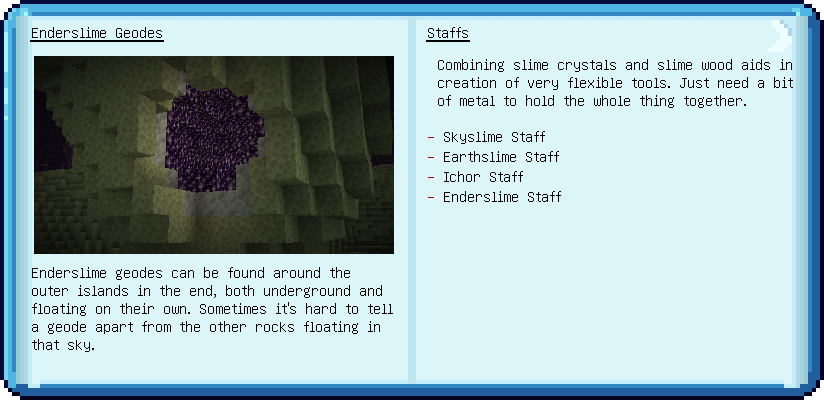 Enderslime Geodes
Enderslime geodes can be found around the
outer islands in the end, both underground and
floating on their own. Sometimes it's hard to tell
a geode apart from the other rocks floating in
that sky.
Staffs
Combining slime crystals and slime wood aids in
creation of very flexible tools. Just need a bit
of metal to hold the whole thing together.
- Skyslime Staff
- Earthslime Staff
- Ichor Staff
- Enderslime Staff